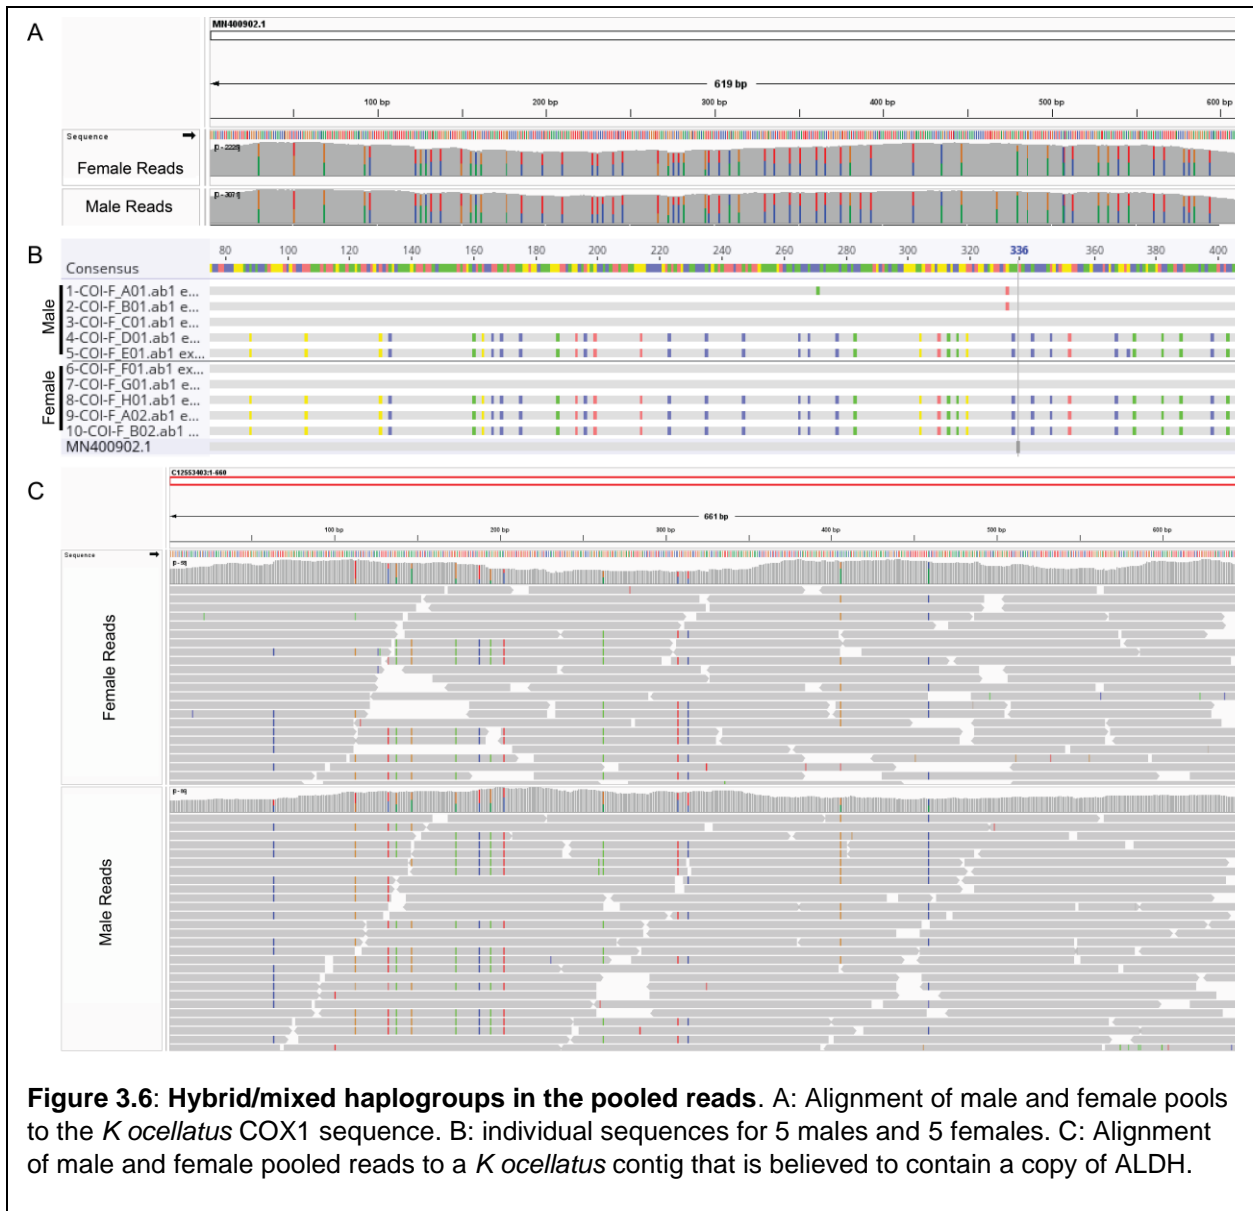 A
MN400902.1
619 bp
100 bp 200 bp 300 bp 400 bp 500 bp 600 bp
Sequence
Female Reads
Male Reads
B
80 100 120 140 160 180 200 220 240 260 280 300 320 336 360 380 400
Consensus
Male
1-COI-F_A01.ab1 e...
2-COI-F_B01.ab1 e...
3-COI-F_C01.ab1 e...
4-COI-F_D01.ab1 e...
5-COI-F_E01.ab1 ex...
Female
6-COI-F_F01.ab1 ex...
7-COI-F_G01.ab1 e...
8-COI-F_H01.ab1 e...
9-COI-F_A02.ab1 e...
10-COI-F_B02.ab1 ...
MN400902.1
C
C12553403:1-660
661 bp
100 bp 200 bp 300 bp 400 bp 500 bp 600 bp
Sequence
Female Reads
Male Reads
Figure 3.6: Hybrid/mixed haplogroups in the pooled reads. A: Alignment of male and female pools
to the K ocellatus COX1 sequence. B: individual sequences for 5 males and 5 females. C: Alignment
of male and female pooled reads to a K ocellatus contig that is believed to contain a copy of ALDH.